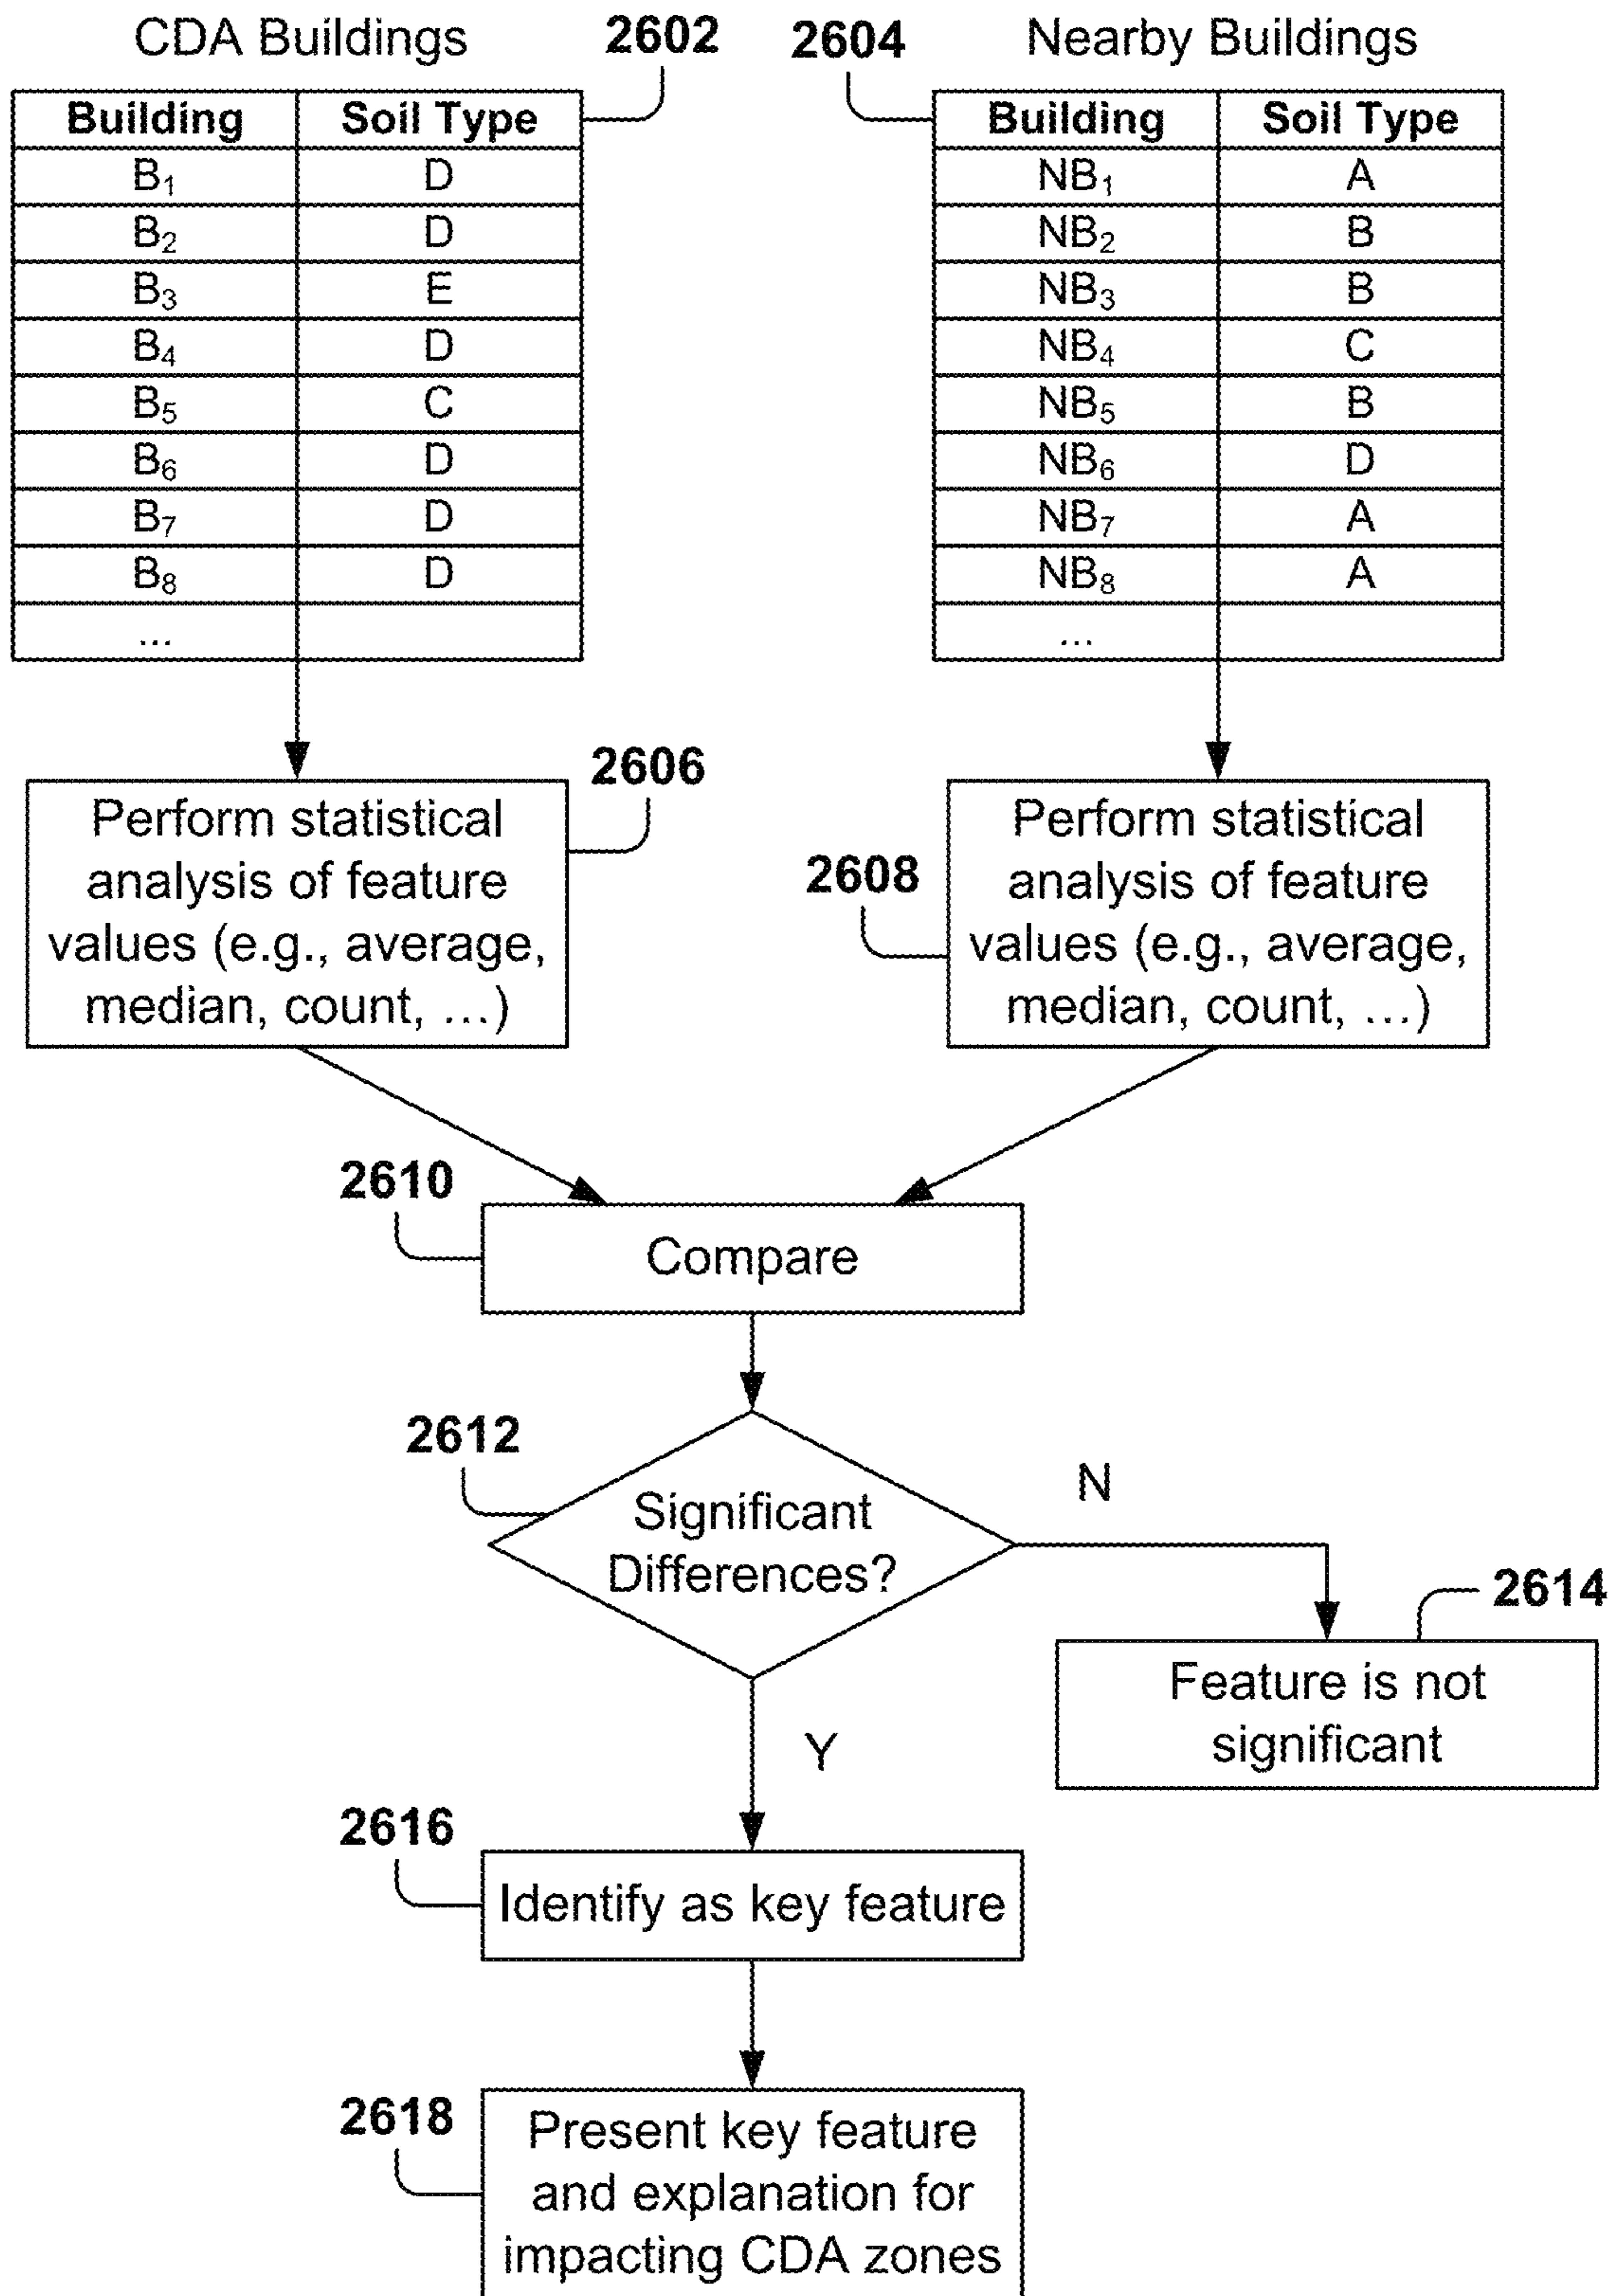 CDA Buildings 2602 2604 Nearby Buildings
Building Soil Type Building Soil Type
B₁ D NB₁ A
B₂ D NB₂ B
B₃ E NB₃ B
B₄ D NB₄ C
B₅ C NB₅ B
B₆ D NB₆ D
B₇ D NB₇ A
B₈ D NB₈ A
... ...
2606
Perform statistical
analysis of feature
values (e.g., average,
median, count, ...)
2608
Perform statistical
analysis of feature
values (e.g., average,
median, count, ...)
2610
Compare
2612
Significant
Differences?
N
2614
Feature is not
significant
Y
2616
Identify as key feature
2618
Present key feature
and explanation for
impacting CDA zones